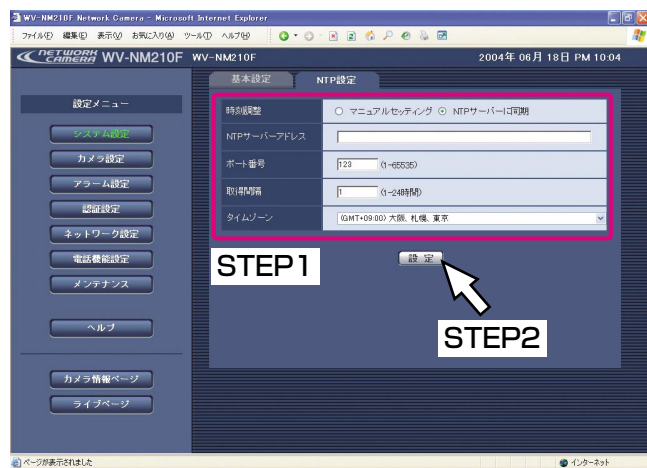 WV-NM210F Network Camera - Microsoft Internet Explorer
ファイル(F) 編集(E) 表示(V) お気に入り(A) ツール(T) ヘルプ(H)
NETWORK CAMERA WV-NM210F WV-NM210F 2004年 06月 18日 PM 10:04
基本設定 NTP設定
設定メニュー
システム設定
カメラ設定
アラーム設定
認証設定
ネットワーク設定
電話機能設定
メンテナンス
ヘルプ
カメラ情報ページ
ライブページ
時刻調整 マニュアルセッティング NTPサーバーに同期
NTPサーバーアドレス
ポート番号 123 (1-65535)
取得間隔 1 (1-24時間)
タイムゾーン (GMT+09:00) 大阪、札幌、東京
STEP1
設 定
STEP2
ページが表示されました インターネット